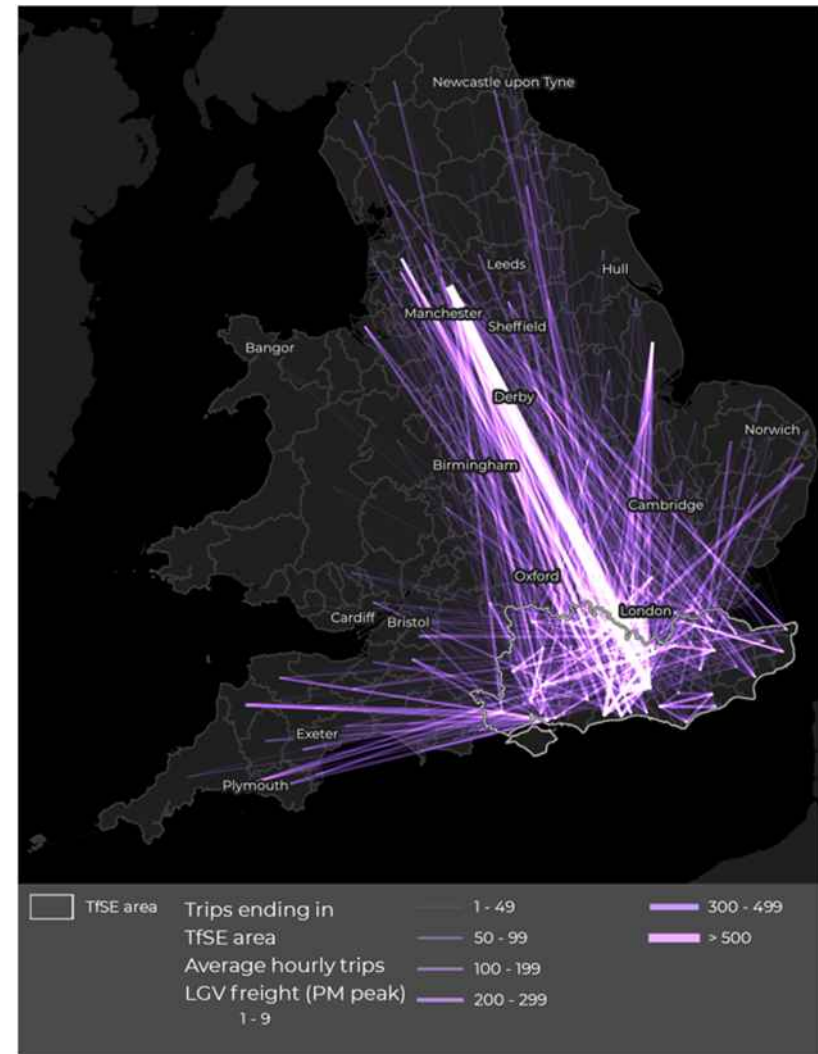 Newcastle upon Tyne
Leeds
Hull
Manchester
Sheffield
Bangor
Derby
Norwich
Birmingham
Cambridge
Oxford
London
Cardiff
Bristol
Exeter
Plymouth
TfSE area
Trips ending in
TfSE area
Average hourly trips
LGV freight (PM peak)
1 - 9
1 - 49
50 - 99
100 - 199
200 - 299
300 - 499
> 500